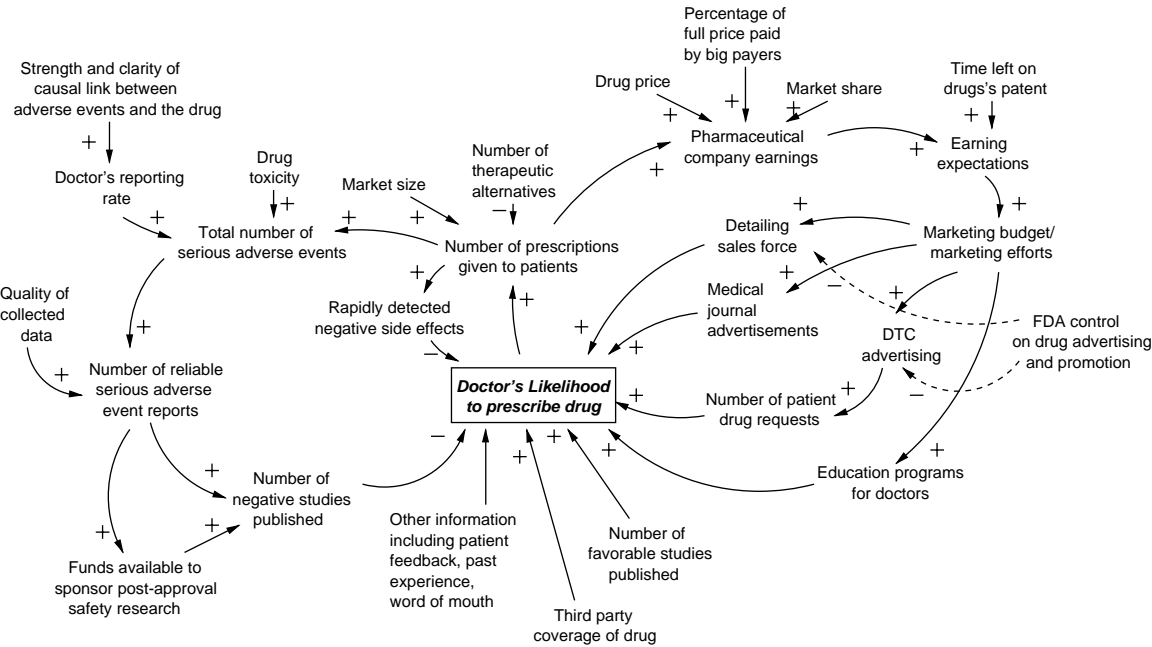 Percentage of
full price paid
by big payers
Strength and clarity of
causal link between
adverse events and the drug
+
Doctor's reporting
rate
+
Drug
toxicity
+
Total number of
serious adverse events
Market size
+
+
Number of
therapeutic
alternatives
−
Number of prescriptions
given to patients
+
Drug price
+
+
Market share
+
Pharmaceutical
company earnings
+
Time left on
drugs's patent
+
Earning
expectations
+
+
Marketing budget/
marketing efforts
+
Detailing
sales force
+
Medical
journal
advertisements
+
DTC
advertising
−
−
FDA control
on drug advertising
and promotion
+
Number of patient
drug requests
+
Education programs
for doctors
Quality of
collected
data
+
+
Number of reliable
serious adverse
event reports
+
Rapidly detected
negative side effects
−
+
+
+
+
Doctor's Likelihood
to prescribe drug
−
+
+
+
+
Number of
negative studies
published
+
+
Funds available to
sponsor post-approval
safety research
Other information
including patient
feedback, past
experience,
word of mouth
Number of
favorable studies
published
Third party
coverage of drug